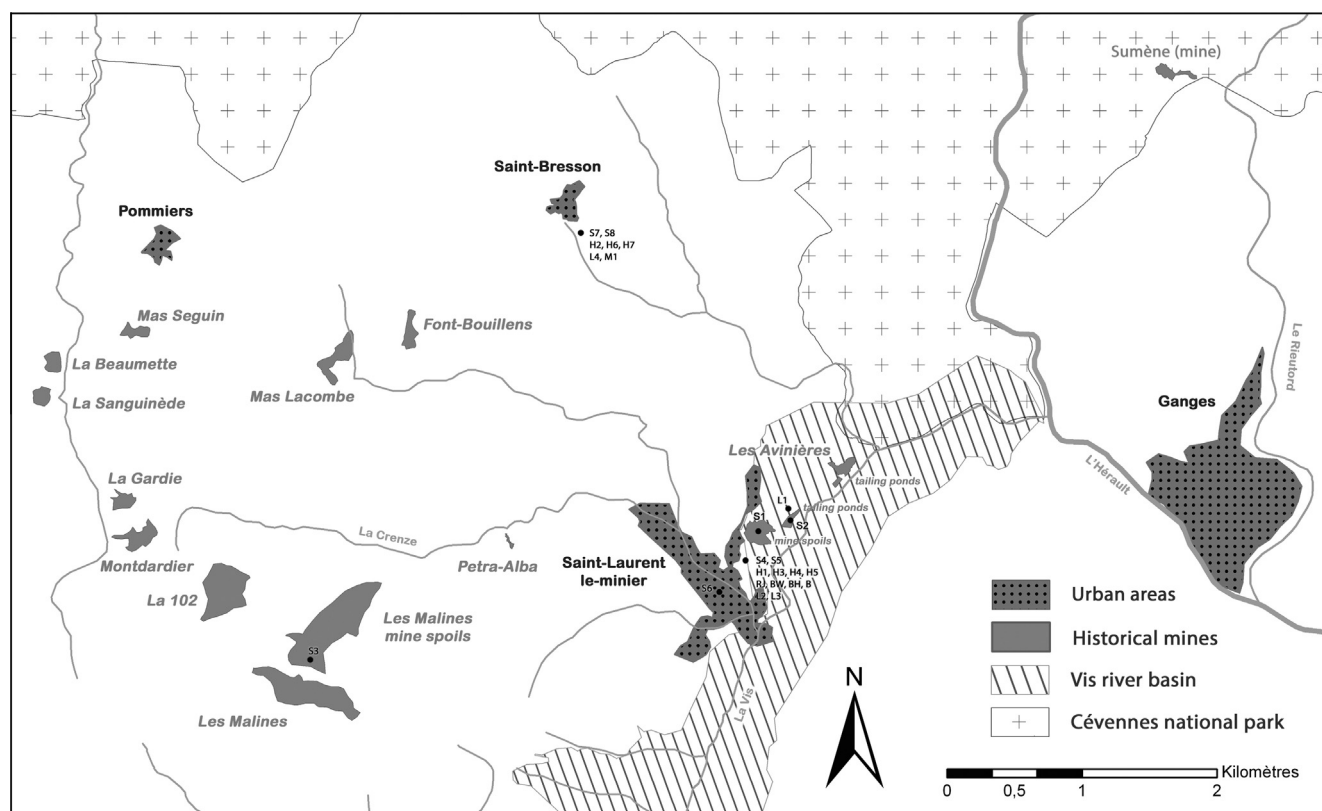 Sumène (mine)
Saint-Bresson
Pommiers
S7, S8
H2, H6, H7
L4, M1
Mas Seguin
Font-Bouillens
La Beaumette
Mas Lacombe
La Sanguinède
Le Rieutord
Ganges
Les Avinières
tailing ponds
L'Hérault
La Gardie
L1
tailing ponds
S1
S2
mine spoils
La Crenze
Montdardier
Petra-Alba
Saint-Laurent
le-minier
S4, S5
H1, H3, H4, H5
RJ, BW, BH, B
L2, L3
S6
La 102
Les Malines
mine spoils
S3
Les Malines
La Vis
N
Urban areas
Historical mines
Vis river basin
Cévennes national park
Kilomètres
0 0,5 1 2